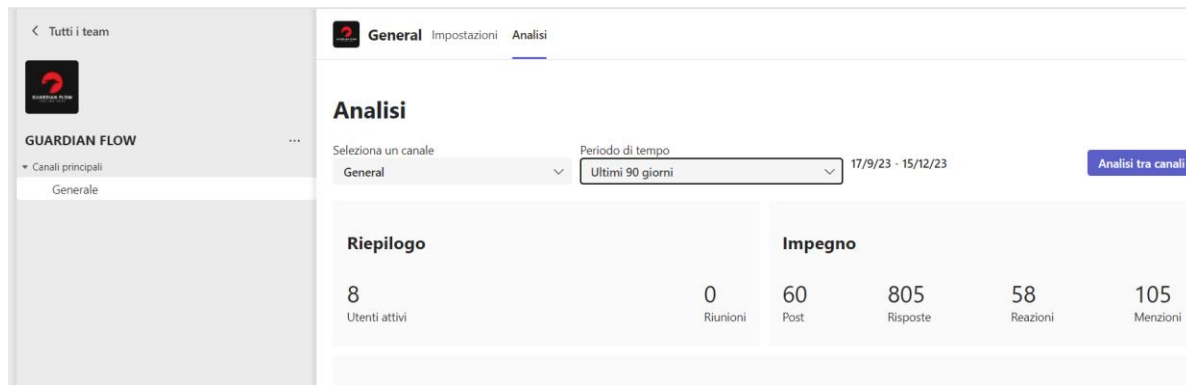 Tutti i team
GUARDIAN FLOW
GUARDIAN FLOW
...
Canali principali
Generale
General Impostazioni Analisi
Analisi
Seleziona un canale
General
Periodo di tempo
Ultimi 90 giorni
17/9/23 - 15/12/23
Analisi tra canali
Riepilogo
8
Utenti attivi
0
Riunioni
Impegno
60
Post
805
Risposte
58
Reazioni
105
Menzioni